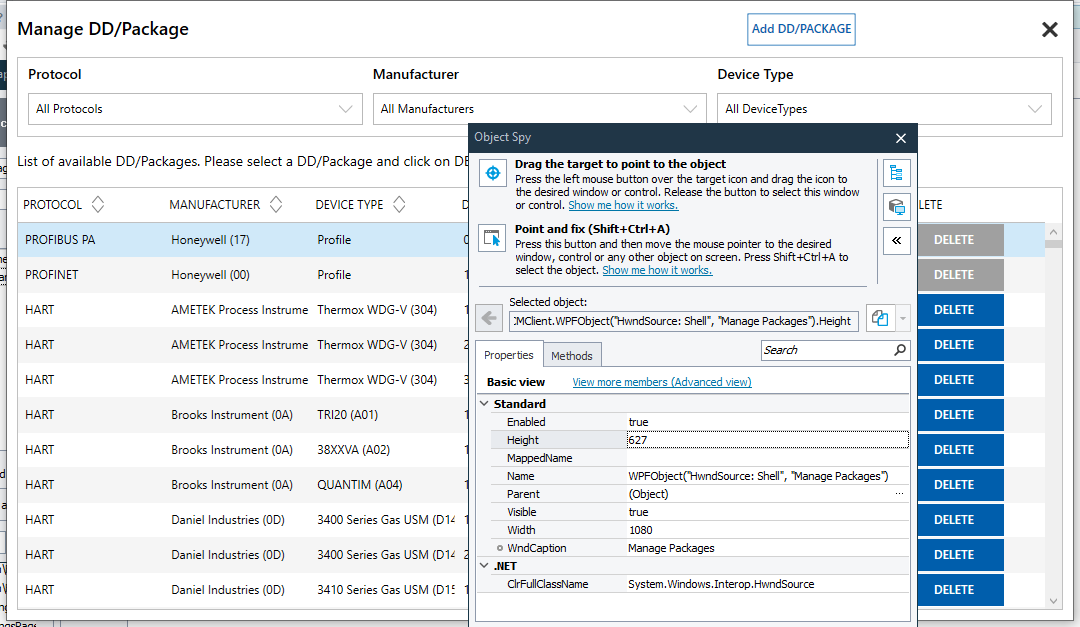 Manage DD/Package
Add DD/PACKAGE
Protocol
Manufacturer
Device Type
All Protocols
All Manufacturers
All DeviceTypes
List of available DD/Packages. Please select a DD/Package and click on DE
PROTOCOL MANUFACTURER DEVICE TYPE D LETE
PROFIBUS PA Honeywell (17) Profile 0 DELETE
PROFINET Honeywell (00) Profile 1 DELETE
HART AMETEK Process Instrume Thermox WDG-V (304) 1 DELETE
HART AMETEK Process Instrume Thermox WDG-V (304) 2 DELETE
HART AMETEK Process Instrume Thermox WDG-V (304) 3 DELETE
HART Brooks Instrument (0A) TRI20 (A01) 1 DELETE
HART Brooks Instrument (0A) 38XXVA (A02) 1 DELETE
HART Brooks Instrument (0A) QUANTIM (A04) 1 DELETE
HART Daniel Industries (0D) 3400 Series Gas USM (D14 1 DELETE
HART Daniel Industries (0D) 3400 Series Gas USM (D14 2 DELETE
HART Daniel Industries (0D) 3410 Series Gas USM (D15 1 DELETE
Object Spy
Drag the target to point to the object
Press the left mouse button over the target icon and drag the icon to
the desired window or control. Release the button to select this window
or control. Show me how it works.
Point and fix (Shift+Ctrl+A)
Press this button and then move the mouse pointer to the desired
window, control or any other object on screen. Press Shift+Ctrl+A to
select the object. Show me how it works.
Selected object:
MClient.WPFObject("HwndSource: Shell", "Manage Packages").Height
Properties
Methods
Search
Basic view
View more members (Advanced view)
Standard
Enabled true
Height 627
MappedName
Name WPFObject("HwndSource: Shell", "Manage Packages")
Parent (Object) ...
Visible true
Width 1080
WndCaption Manage Packages
.NET
ClrFullClassName System.Windows.Interop.HwndSource